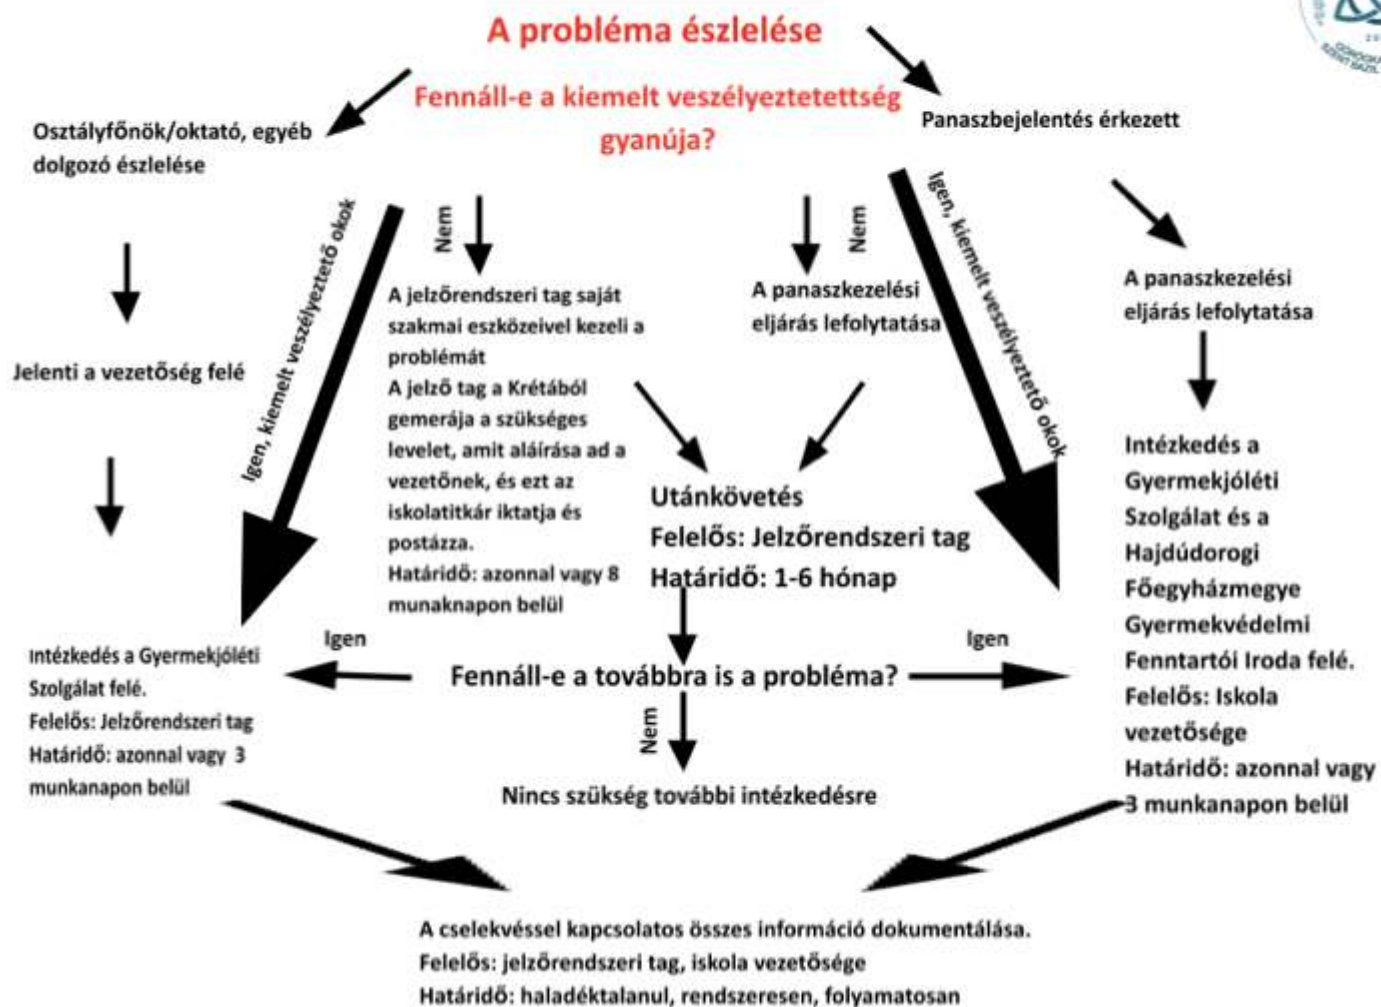 A probléma észlelése
Fennáll-e a kiemelt veszélyeztetettség
gyanúja?
Osztályfőnök/oktató, egyéb
dolgozó észlelése
Panaszbejelentés érkezett
Igen, kiemelt veszélyeztető okok
Nem
Nem
Igen, kiemelt veszélyeztető okok
Jelenti a vezetőség felé
A jelzőrendszeri tag saját
szakmai eszközeivel kezeli a
problémát
A jelző tag a Krétából
gemerája a szükséges
levelet, amit aláírása ad a
vezetőnek, és ezt az
iskolatitkár iktatja és
postázza.
Határidő: azonnal vagy 8
munaknapon belül
A panaszkezelési
eljárás lefolytatása
A panaszkezelési
eljárás lefolytatása
Utánkövetés
Felelős: Jelzőrendszeri tag
Határidő: 1-6 hónap
Intézkedés a
Gyermekjóléti
Szolgálat és a
Hajdúdorogi
Főegyházmegye
Gyermekvédelmi
Fenntartói Iroda felé.
Felelős: Iskola
vezetősége
Határidő: azonnal vagy
3 munkanapon belül
Igen
Fennáll-e a továbbra is a probléma?
Igen
Intézkedés a Gyermekjóléti
Szolgálat felé.
Felelős: Jelzőrendszeri tag
Határidő: azonnal vagy 3
munkanapon belül
Nem
Nincs szükség további intézkedésre
A cselekvéssel kapcsolatos összes információ dokumentálása.
Felelős: jelzőrendszeri tag, iskola vezetősége
Határidő: haladéktalanul, rendszeresen, folyamatosan